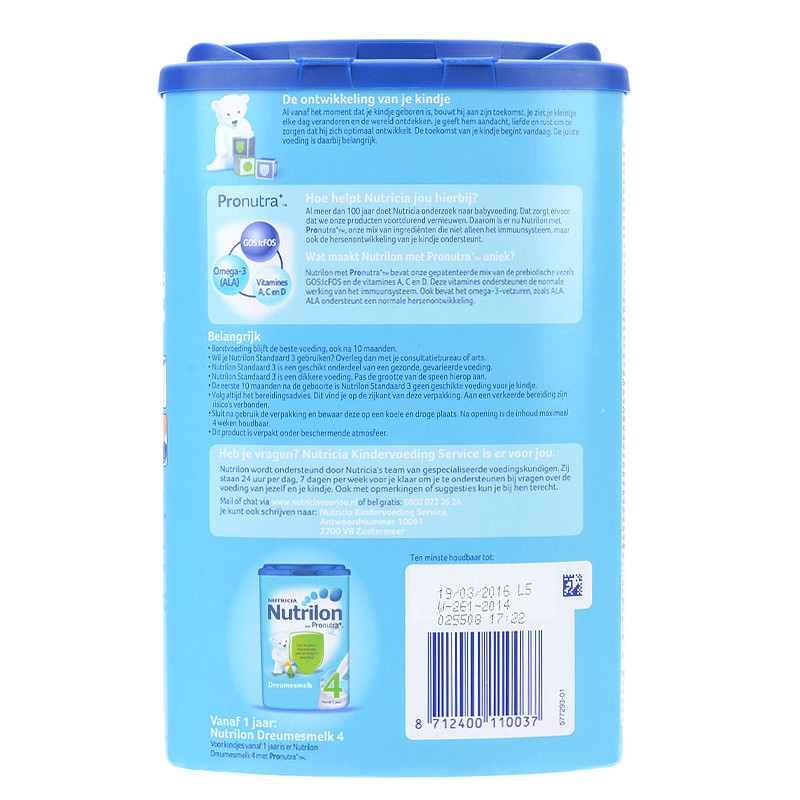 De ontwikkeling van je kindje
Al vanaf het moment dat je kindje geboren is, bouwt hij aan zijn toekomst. Je ziet je kleintje
elke dag veranderen en de wereld ontdekken. Je geeft hem aandacht, liefde en rust om te
zorgen dat hij zich optimaal ontwikkelt. De toekomst van je kindje begint vandaag. De juiste
voeding is daarbij belangrijk.
Pronutra+™
GOS:lcFOS
Omega-3
(ALA)
Vitamines
A, C en D
Hoe helpt Nutricia jou hierbij?
Al meer dan 100 jaar doet Nutricia onderzoek naar babyvoeding. Dat zorgt ervoor
dat we onze producten voortdurend vernieuwen. Daarom is er nu Nutrilon met
Pronutra+™, onze mix van ingrediënten die niet alleen het immuunsysteem, maar
ook de hersenontwikkeling van je kindje ondersteunt.
Wat maakt Nutrilon met Pronutra+™ uniek?
Nutrilon met Pronutra+™ bevat onze gepatenteerde mix van de prebiotische vezels
GOS:lcFOS en de vitamines A, C en D. Deze vitamines ondersteunen de normale
werking van het immuunsysteem. Ook bevat het omega-3-vetzuren, zoals ALA.
ALA ondersteunt een normale hersenontwikkeling.
Belangrijk
• Borstvoeding blijft de beste voeding, ook na 10 maanden.
• Wil je Nutrilon Standaard 3 gebruiken? Overleg dan met je consultatiebureau of arts.
• Nutrilon Standaard 3 is een geschikt onderdeel van een gezonde, gevarieerde voeding.
• Nutrilon Standaard 3 is een dikkere voeding. Pas de grootte van de speen hierop aan.
• De eerste 10 maanden na de geboorte is Nutrilon Standaard 3 geen geschikte voeding voor je kindje.
• Volg altijd het bereidingsadvies. Dit vind je op de zijkant van deze verpakking. Aan een verkeerde bereiding zijn
risico's verbonden.
• Sluit na gebruik de verpakking en bewaar deze op een koele en droge plaats. Na opening is de inhoud maximaal
4 weken houdbaar.
• Dit product is verpakt onder beschermende atmosfeer.
Heb je vragen? Nutricia Kindervoeding Service is er voor jou.
Nutrilon wordt ondersteund door Nutricia's team van gespecialiseerde voedingskundigen. Zij
staan 24 uur per dag, 7 dagen per week voor je klaar om je te ondersteunen bij vragen over de
voeding van jezelf en je kindje. Ook met opmerkingen of suggesties kun je bij hen terecht.
Mail of chat via www.nutriciavoorjou.nl of bel gratis: 0800 022 26 26
Je kunt ook schrijven naar: Nutricia Kindervoeding Service
Antwoordnummer 10061
2700 VB Zoetermeer
NUTRICIA
Nutrilon
Pronutra+
Dreumesmelk
4
Vanaf 1 jaar
Vanaf 1 jaar:
Nutrilon Dreumesmelk 4
Voor kindjes vanaf 1 jaar is er Nutrilon
Dreumesmelk 4 met Pronutra+™.
Ten minste houdbaar tot:
19/03/2016 L5
W-261-2014
025508 17:22
8 712400 110037
577293-01